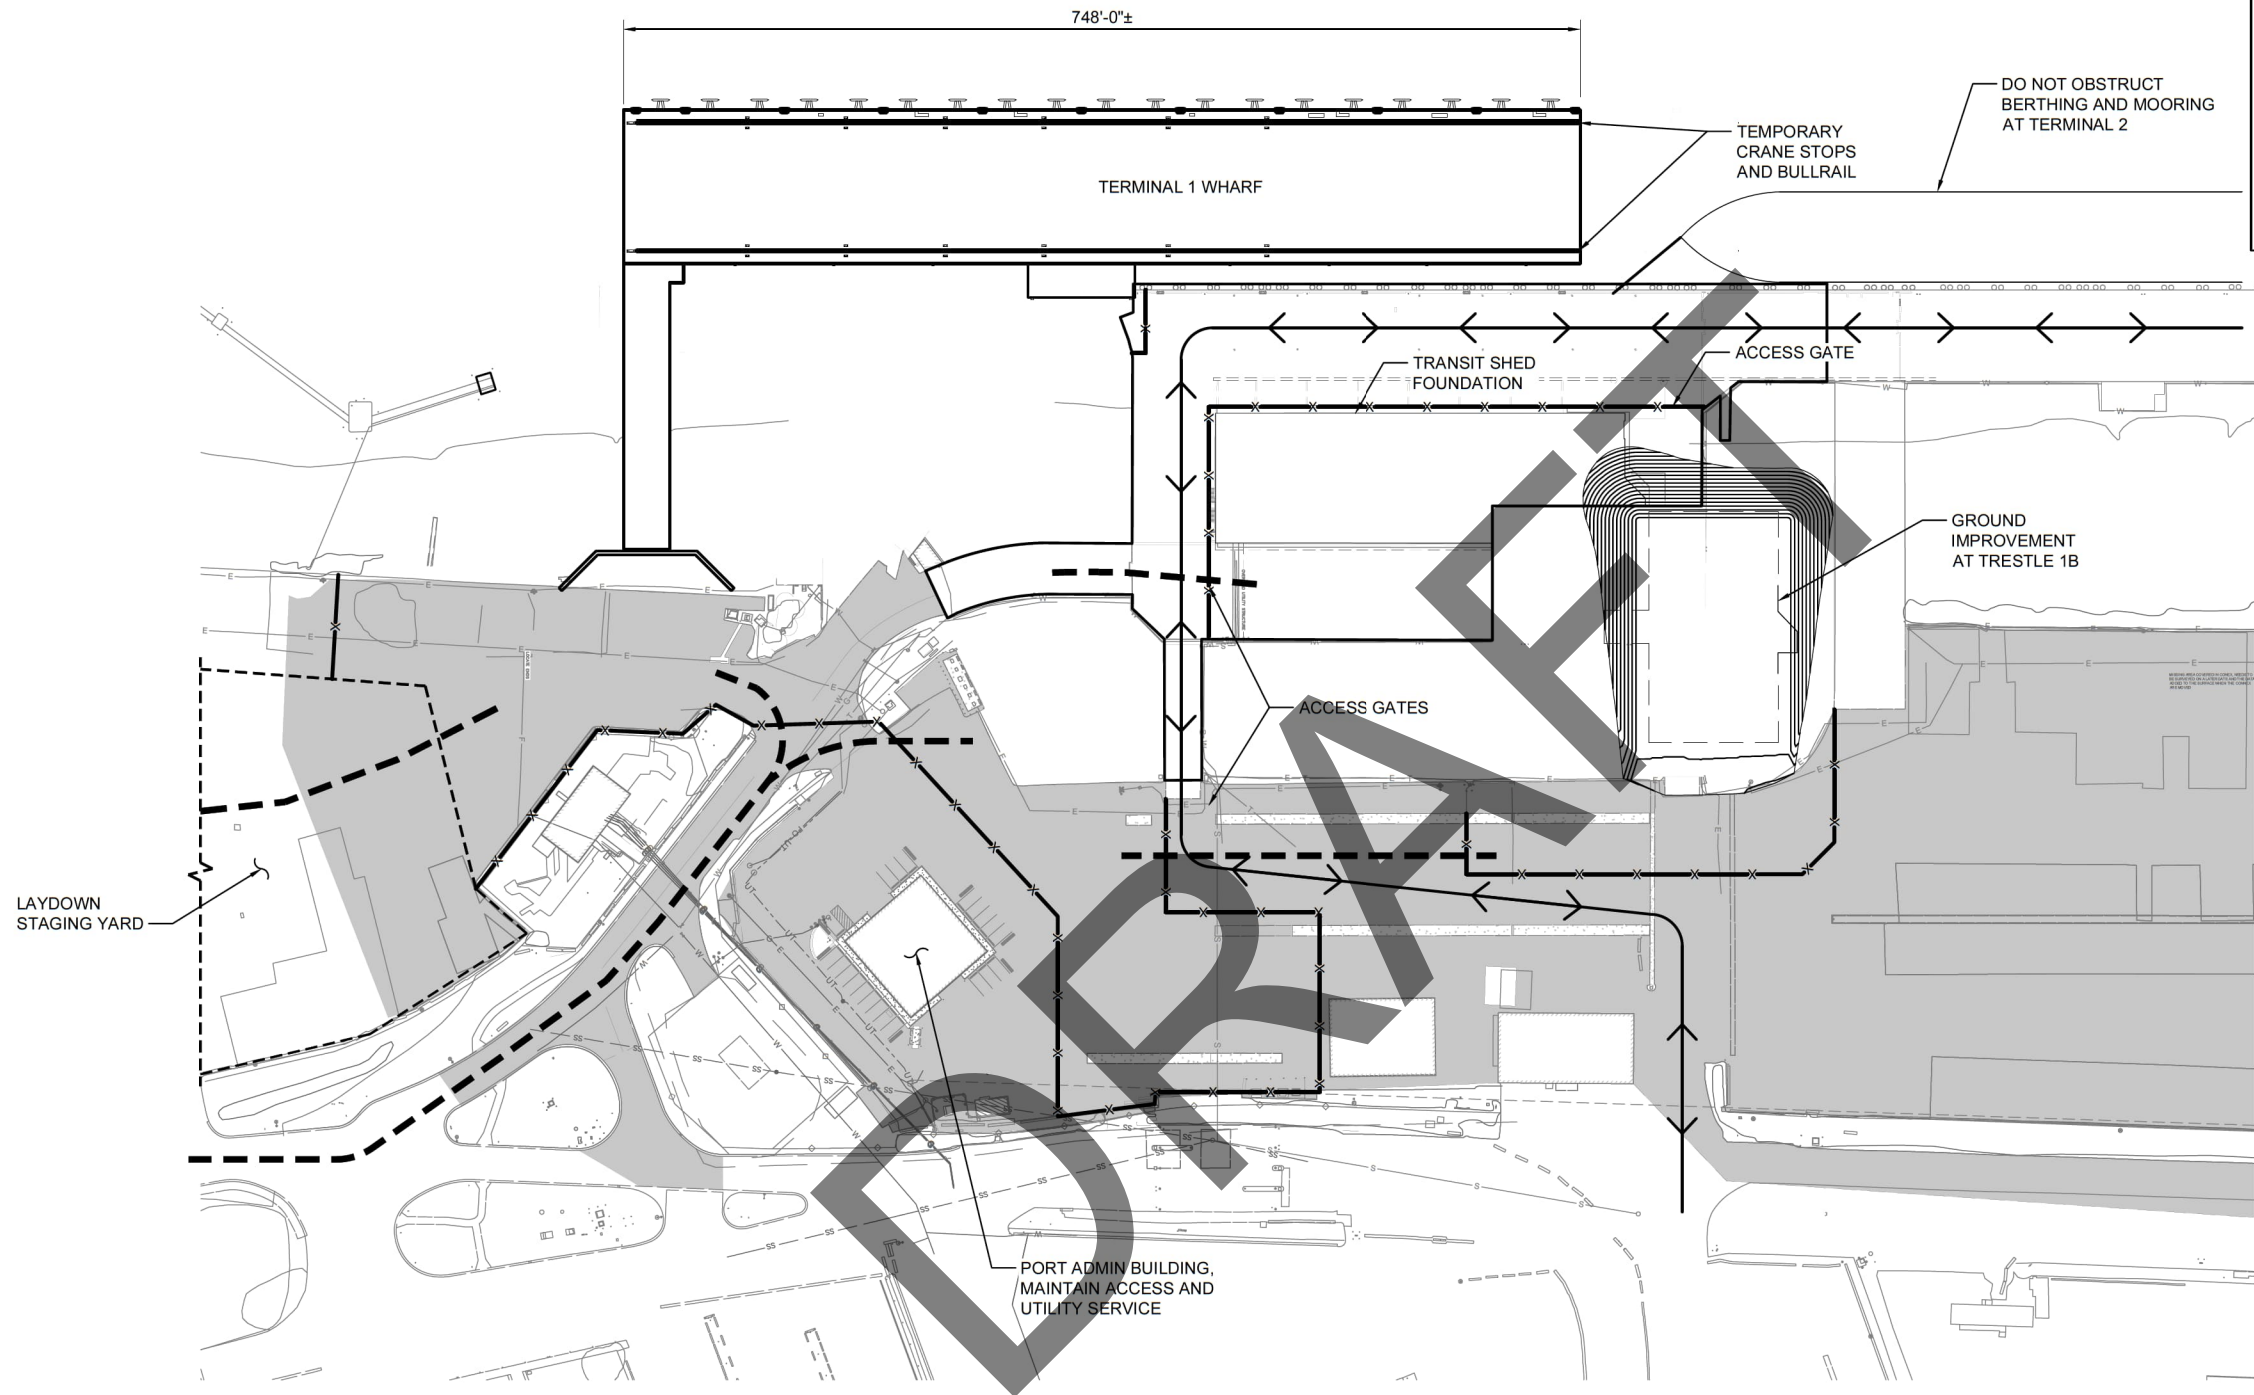 748'-0"±
DO NOT OBSTRUCT
BERTHING AND MOORING
AT TERMINAL 2
TEMPORARY
CRANE STOPS
AND BULLRAIL
TERMINAL 1 WHARF
TRANSIT SHED
FOUNDATION
ACCESS GATE
GROUND
IMPROVEMENT
AT TRESTLE 1B
ACCESS GATES
LAYDOWN
STAGING YARD
PORT ADMIN BUILDING,
MAINTAIN ACCESS AND
UTILITY SERVICE
DRAFT